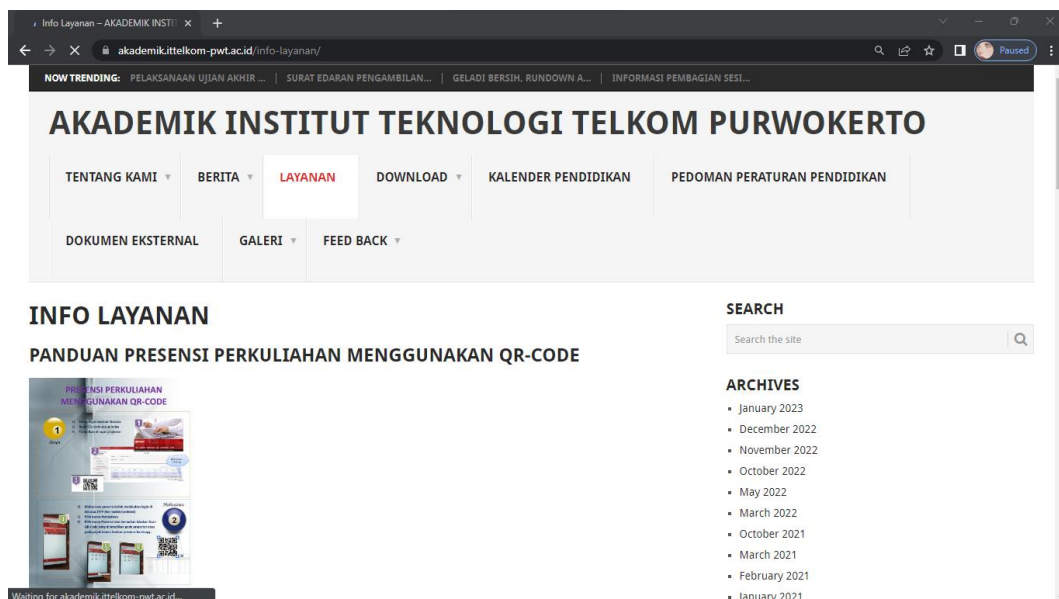 Info Layanan – AKADEMIK INSTIT
akademik.ittelkom-pwt.ac.id/info-layanan/
Paused
NOW TRENDING: PELAKSANAAN UJIAN AKHIR ... | SURAT EDARAN PENGAMBILAN... | GELADI BERSIH, RUNDOWN A... | INFORMASI PEMBAGIAN SESI...
AKADEMIK INSTITUT TEKNOLOGI TELKOM PURWOKERTO
TENTANG KAMI BERITA LAYANAN DOWNLOAD KALENDER PENDIDIKAN PEDOMAN PERATURAN PENDIDIKAN
DOKUMEN EKSTERNAL GALERI FEED BACK
INFO LAYANAN
PANDUAN PRESENSI PERKULIAHAN MENGGUNAKAN QR-CODE
PRESENSI PERKULIAHAN
MENGGUNAKAN QR-CODE
1
2
Waiting for akademik.ittelkom-pwt.ac.id...
SEARCH
Search the site
ARCHIVES
January 2023
December 2022
November 2022
October 2022
May 2022
March 2022
October 2021
March 2021
February 2021
January 2021